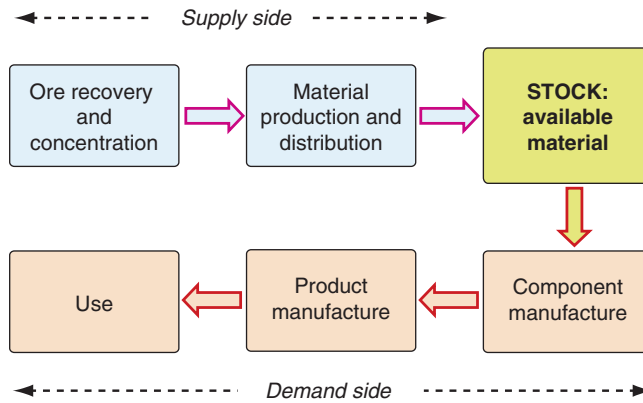 Supply side
Ore recovery
and
concentration
Material
production and
distribution
STOCK:
available
material
Use
Product
manufacture
Component
manufacture
Demand side